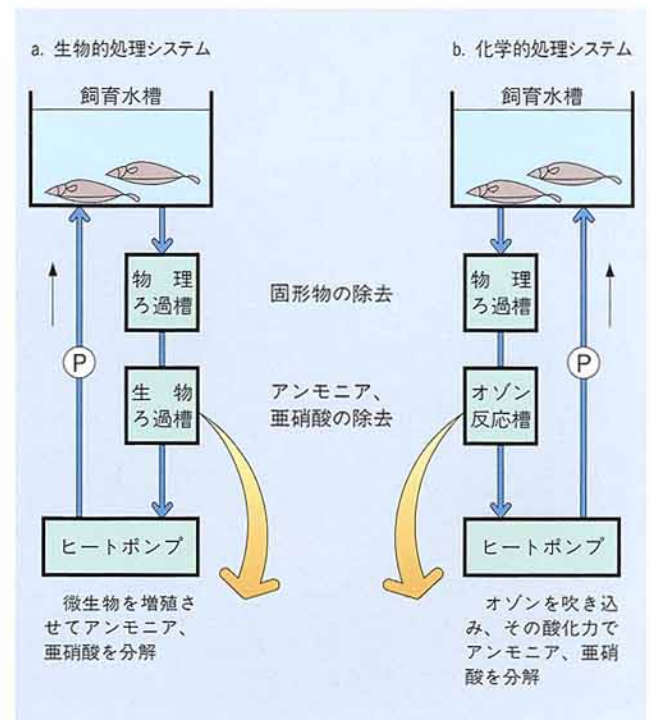 a. 生物的処理システム
飼育水槽
物 理
ろ過槽
P
生 物
ろ過槽
ヒートポンプ
微生物を増殖さ
せてアンモニア、
亜硝酸を分解
固形物の除去
アンモニア、
亜硝酸の除去
b. 化学的処理システム
飼育水槽
物 理
ろ過槽
P
オゾン
反応槽
ヒートポンプ
オゾンを吹き込
み、その酸化力で
アンモニア、亜硝
酸を分解